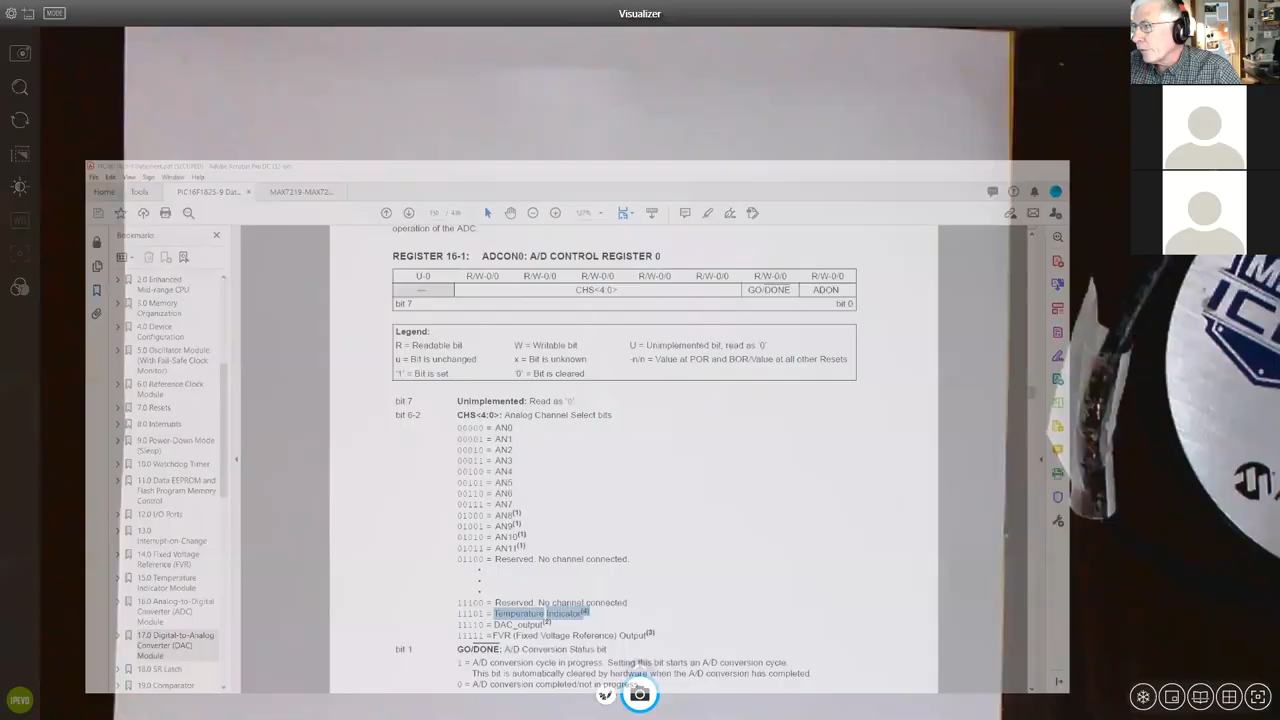 MODE
Visualizer
File Edit View Sign Window Help
Home Tools PIC16F1825-9 Dat... × MAX7219-MAX72...
127%
Bookmarks
2.0 Enhanced
Mid-range CPU
3.0 Memory
Organization
4.0 Device
Configuration
5.0 Oscillator Module
(With Fail-Safe Clock
Monitor)
6.0 Reference Clock
Module
7.0 Resets
8.0 Interrupts
9.0 Power-Down Mode
(Sleep)
10.0 Watchdog Timer
11.0 Data EEPROM and
Flash Program Memory
Control
12.0 I/O Ports
13.0
Interruption-Change
14.0 Fixed Voltage
Reference (FVR)
15.0 Temperature
Indicator Module
16.0 Analog-to-Digital
Converter (ADC)
Module
17.0 Digital-to-Analog
Converter (DAC)
Module
18.0 SR Latch
19.0 Comparator
operation of the ADC.
REGISTER 16-1: ADCON0: A/D CONTROL REGISTER 0
U-0 R/W-0/0 R/W-0/0 R/W-0/0 R/W-0/0 R/W-0/0 R/W-0/0 R/W-0/0
— CHS<4:0> GO/DONE ADON
bit 7 bit 0
Legend:
R = Readable bit W = Writable bit U = Unimplemented bit, read as '0'
u = Bit is unchanged x = Bit is unknown -n/n = Value at POR and BOR/Value at all other Resets
'1' = Bit is set '0' = Bit is cleared
bit 7 Unimplemented: Read as '0'
bit 6-2 CHS<4:0>: Analog Channel Select bits
00000 = AN0
00001 = AN1
00010 = AN2
00011 = AN3
00100 = AN4
00101 = AN5
00110 = AN6
00111 = AN7
01000 = AN8(1)
01001 = AN9(1)
01010 = AN10(1)
01011 = AN11(1)
01100 = Reserved. No channel connected.
•
•
•
11100 = Reserved. No channel connected
11101 = Temperature Indicator(4)
11110 = DAC_output(2)
11111 =FVR (Fixed Voltage Reference) Output(3)
bit 1 GO/DONE: A/D Conversion Status bit
1 = A/D conversion cycle in progress. Setting this bit starts an A/D conversion cycle.
This bit is automatically cleared by hardware when the A/D conversion has completed.
0 = A/D conversion completed/not in progress
IPEVO